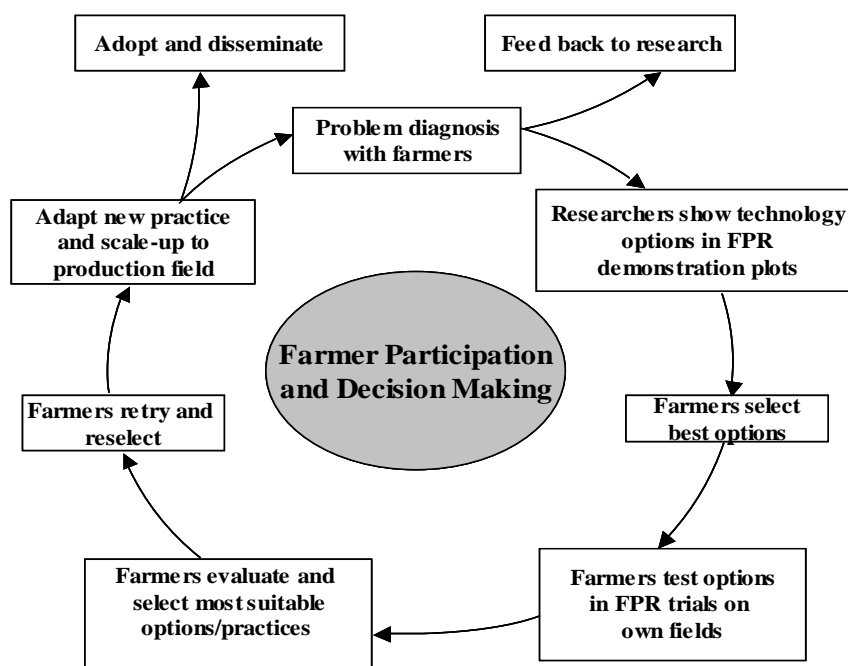 Adopt and disseminate
Feed back to research
Problem diagnosis
with farmers
Researchers show technology
options in FPR
demonstration plots
Farmers select
best options
Farmers test options
in FPR trials on
own fields
Farmers evaluate and
select most suitable
options/practices
Farmers retry and
reselect
Adapt new practice
and scale-up to
production field
Farmer Participation
and Decision Making